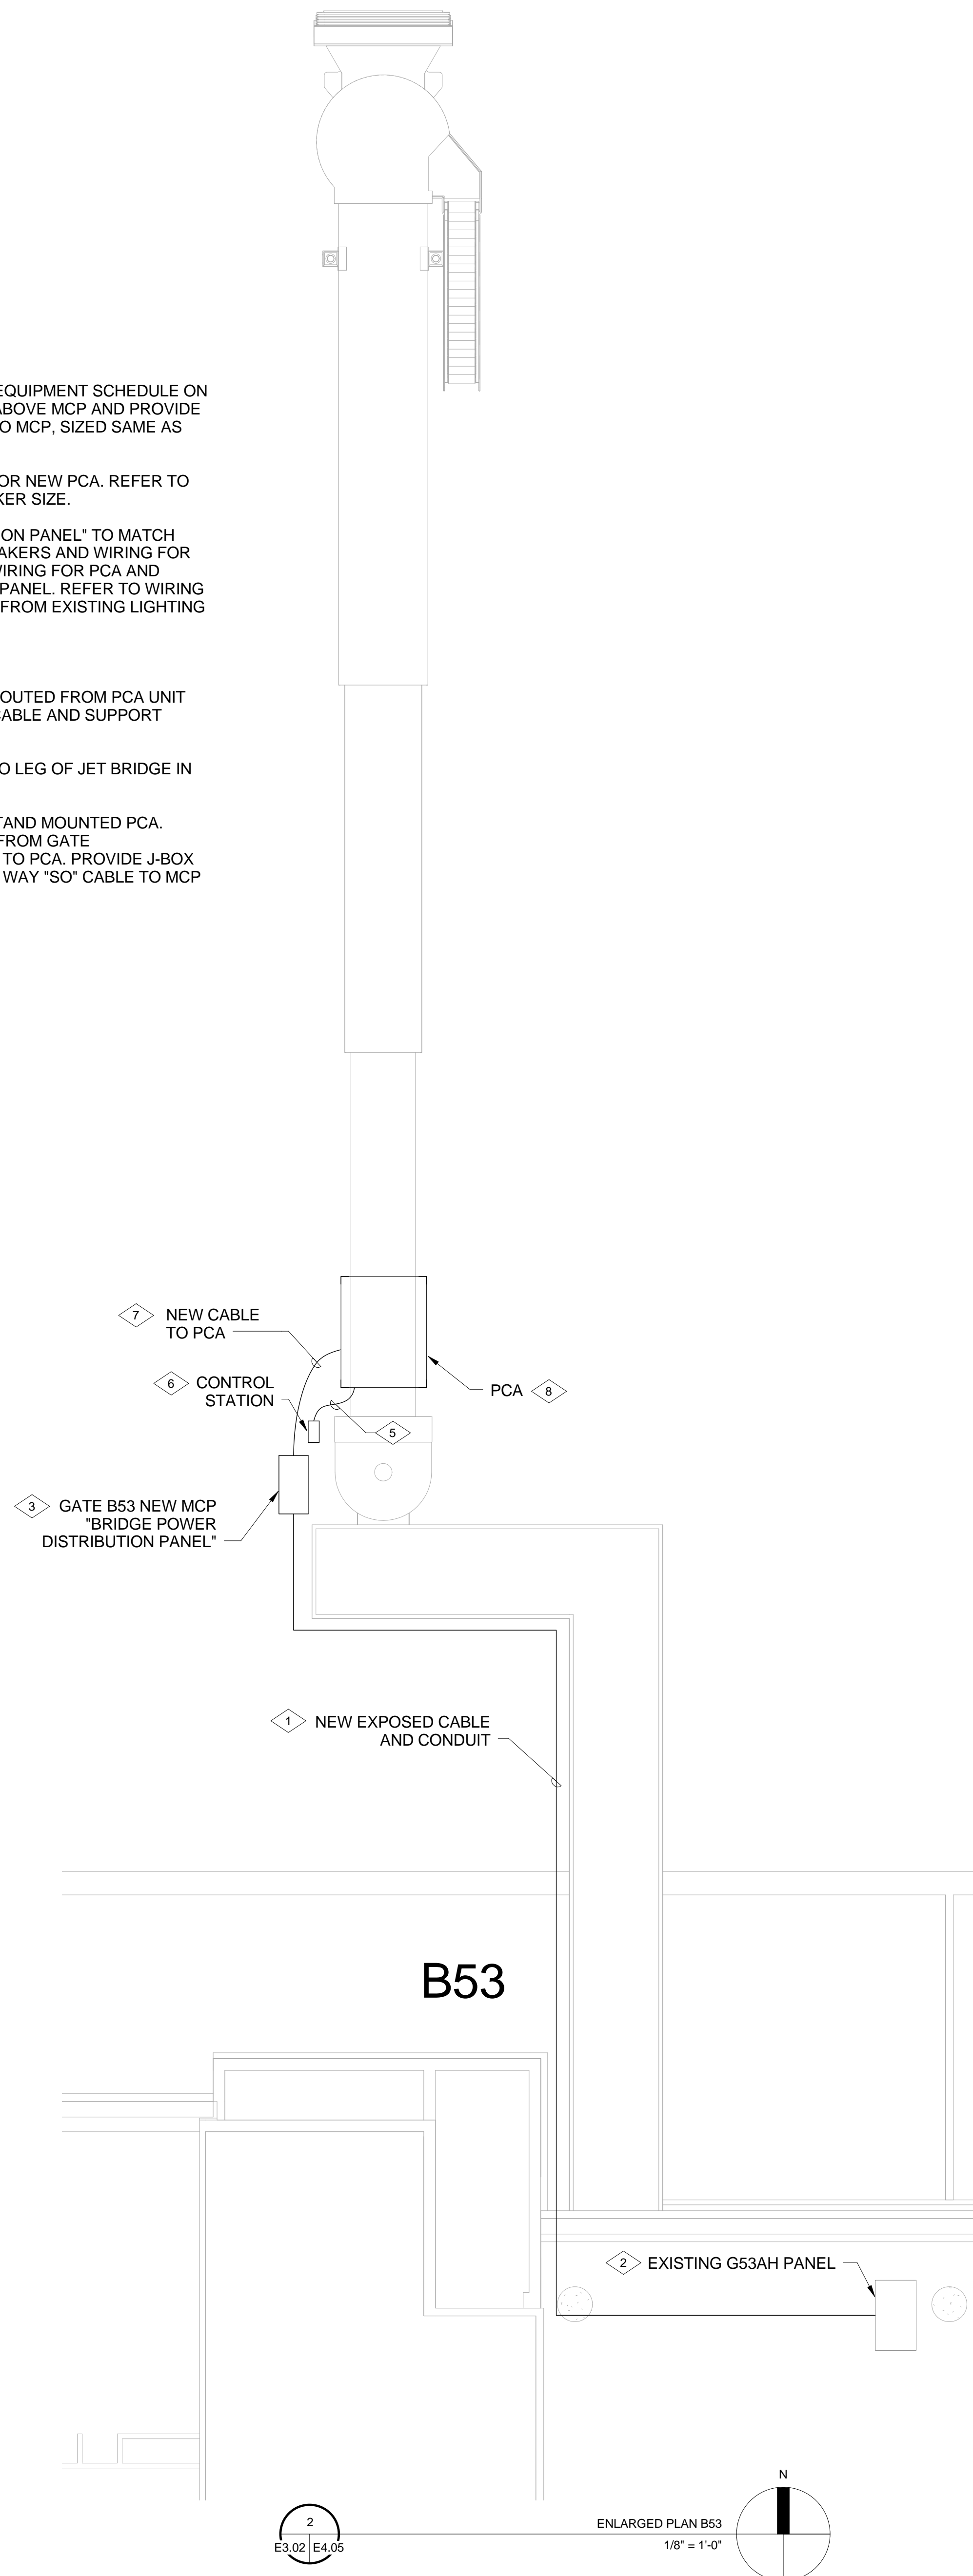 EQUIPMENT SCHEDULE ON
ABOVE MCP AND PROVIDE
O MCP, SIZED SAME AS
OR NEW PCA. REFER TO
KER SIZE.
ON PANEL" TO MATCH
AKERS AND WIRING FOR
WIRING FOR PCA AND
PANEL. REFER TO WIRING
FROM EXISTING LIGHTING
OUTED FROM PCA UNIT
CABLE AND SUPPORT
O LEG OF JET BRIDGE IN
TAND MOUNTED PCA.
FROM GATE
TO PCA. PROVIDE J-BOX
WAY "SO" CABLE TO MCP
7 NEW CABLE
TO PCA
6 CONTROL
STATION
PCA 8
5
3 GATE B53 NEW MCP
"BRIDGE POWER
DISTRIBUTION PANEL"
1 NEW EXPOSED CABLE
AND CONDUIT
B53
2 EXISTING G53AH PANEL
N
2
E3.02 E4.05
ENLARGED PLAN B53
1/8" = 1'-0"